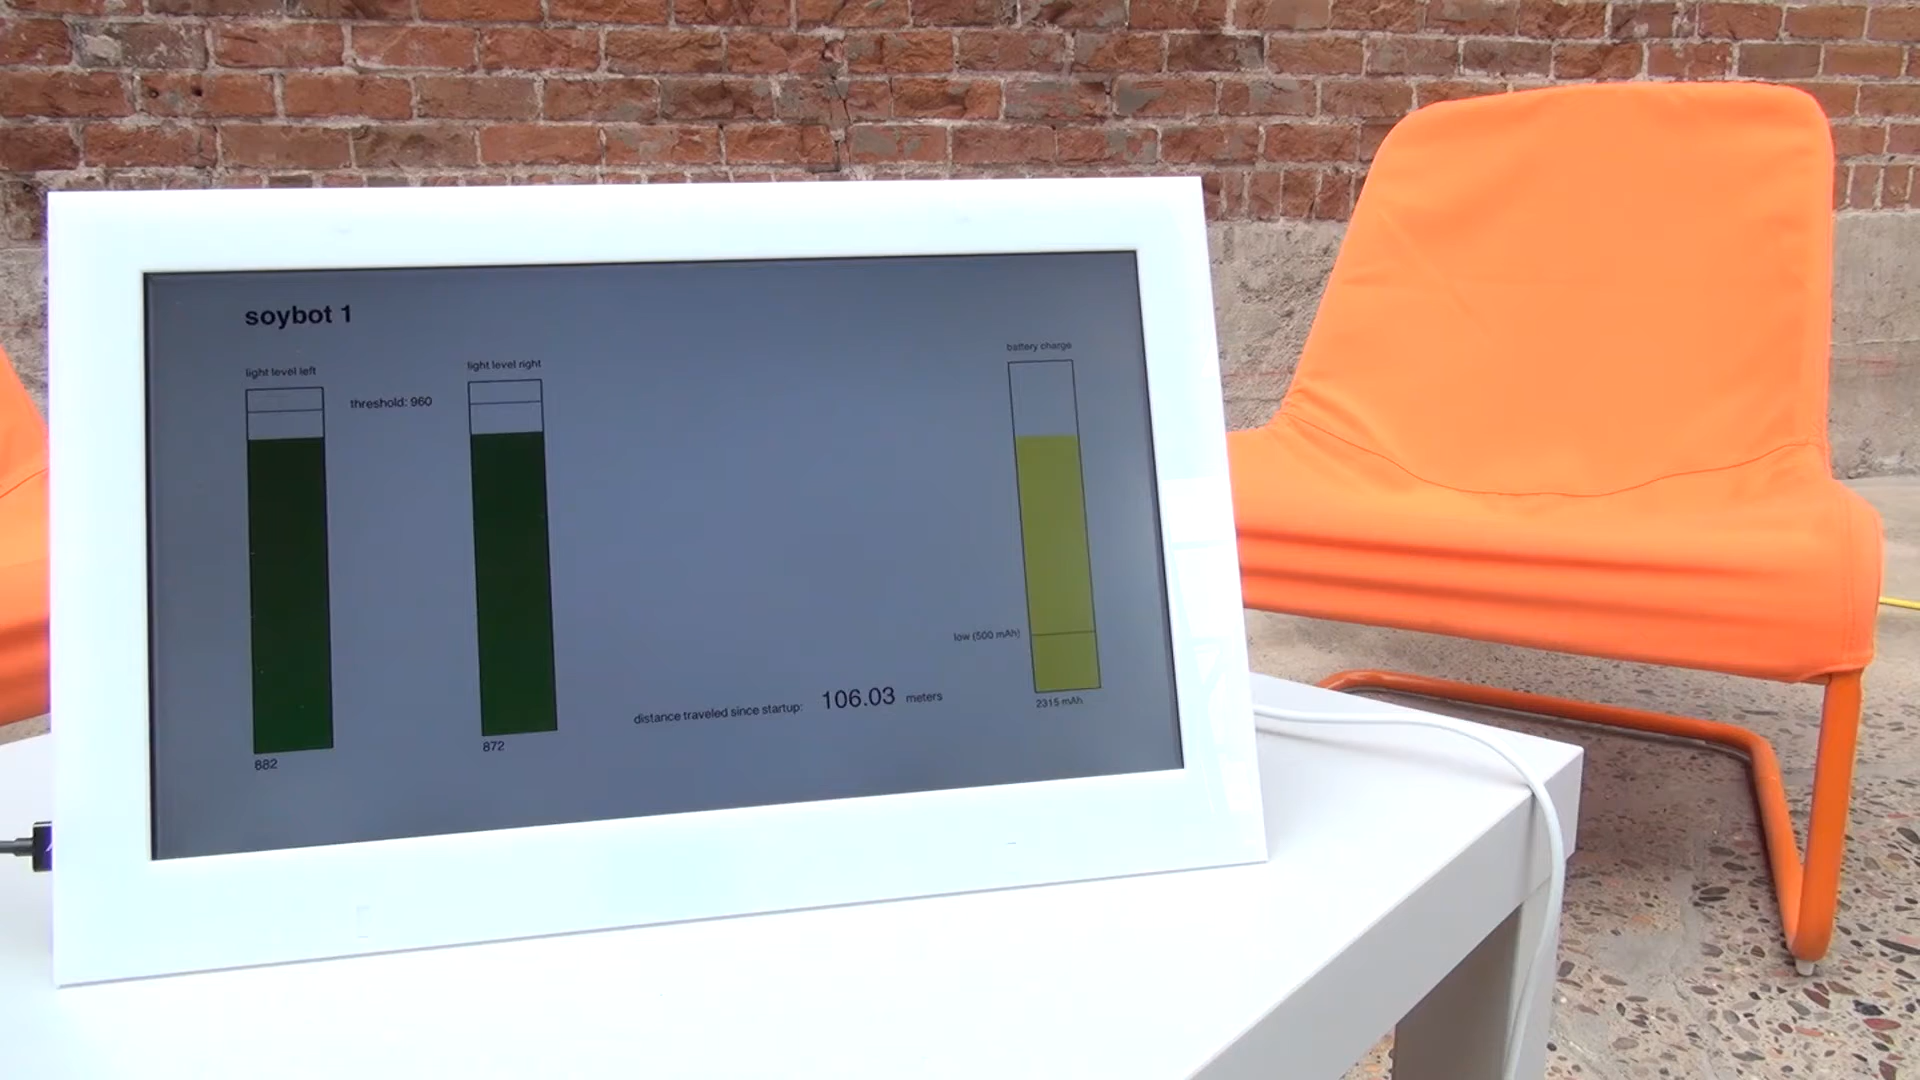 soybot 1
light level left
light level right
battery charge
threshold: 960
low (500 mAh)
distance traveled since startup: 106.03 meters
2315 mAh
872
882